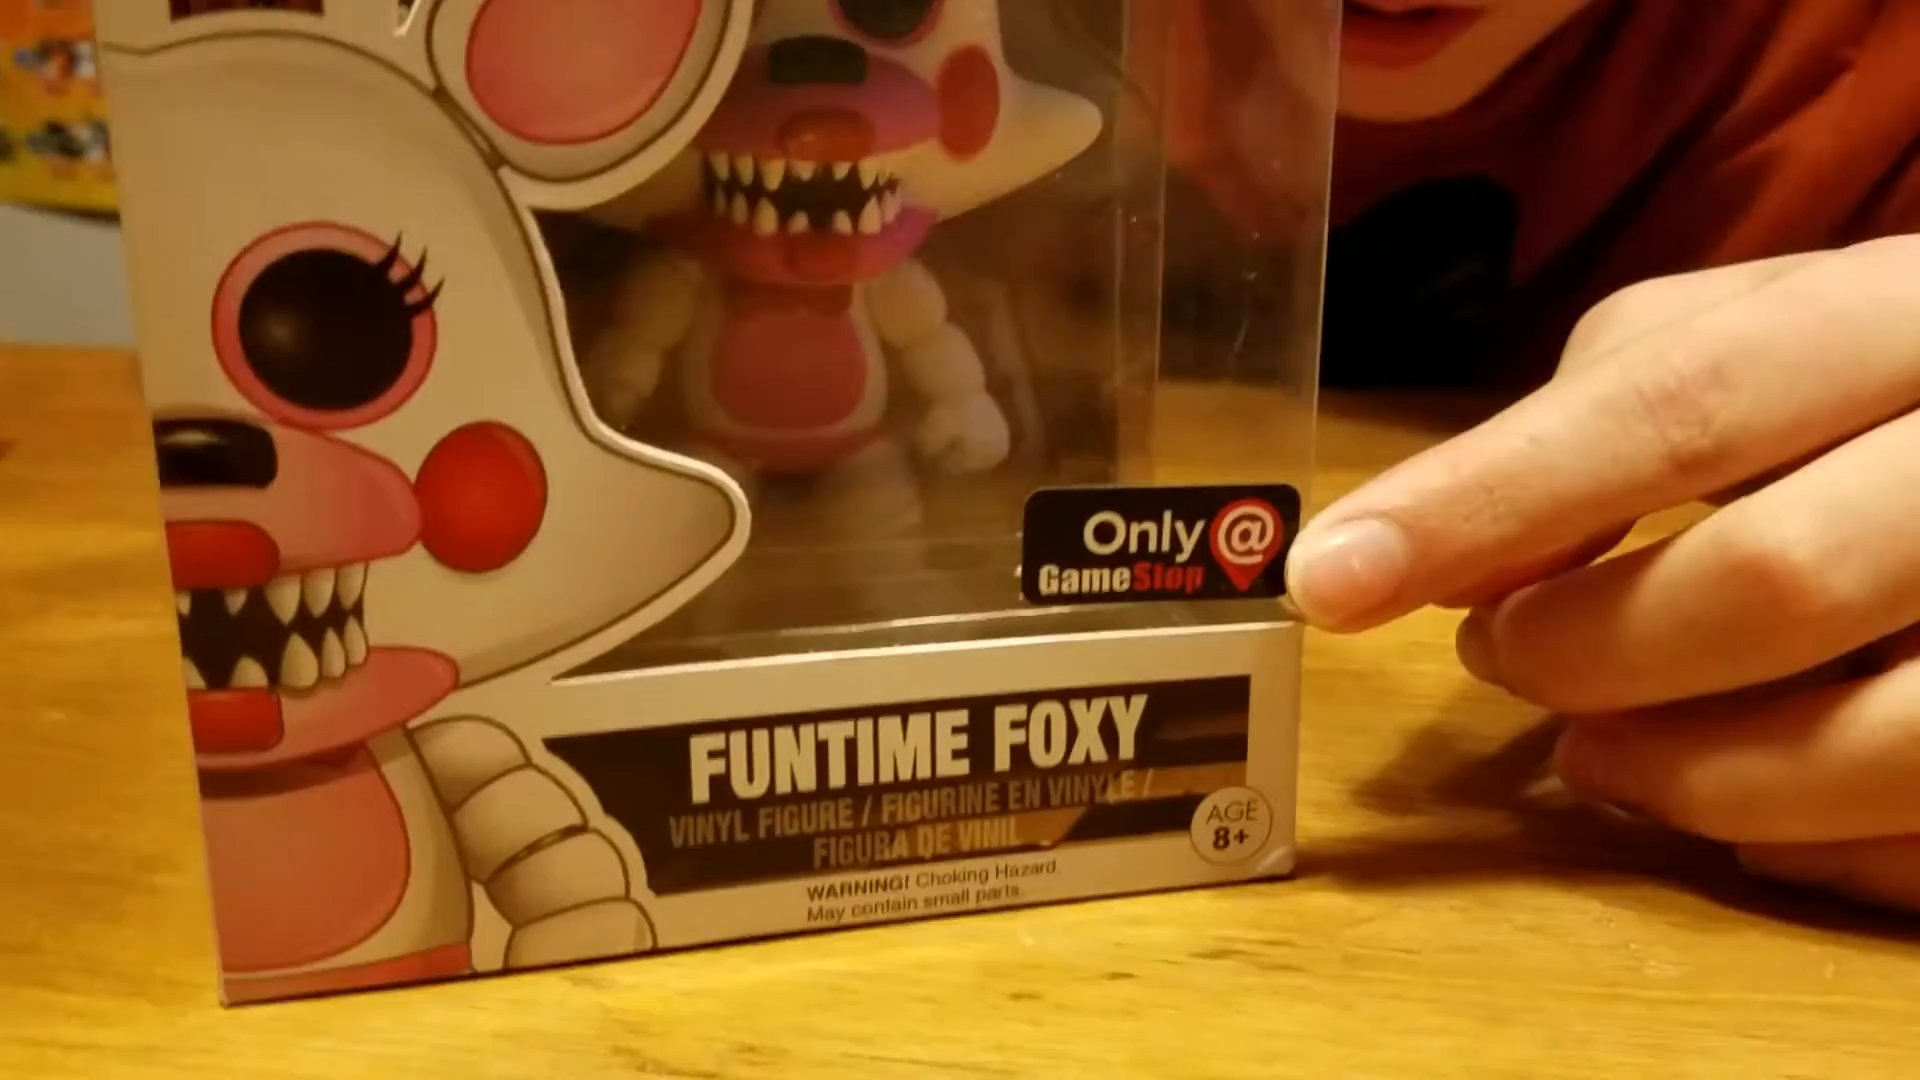 Only @
GameStop
FUNTIME FOXY
VINYL FIGURE / FIGURINE EN VINYLE /
FIGURA DE VINIL
AGE
8+
WARNING! Choking Hazard.
May contain small parts.